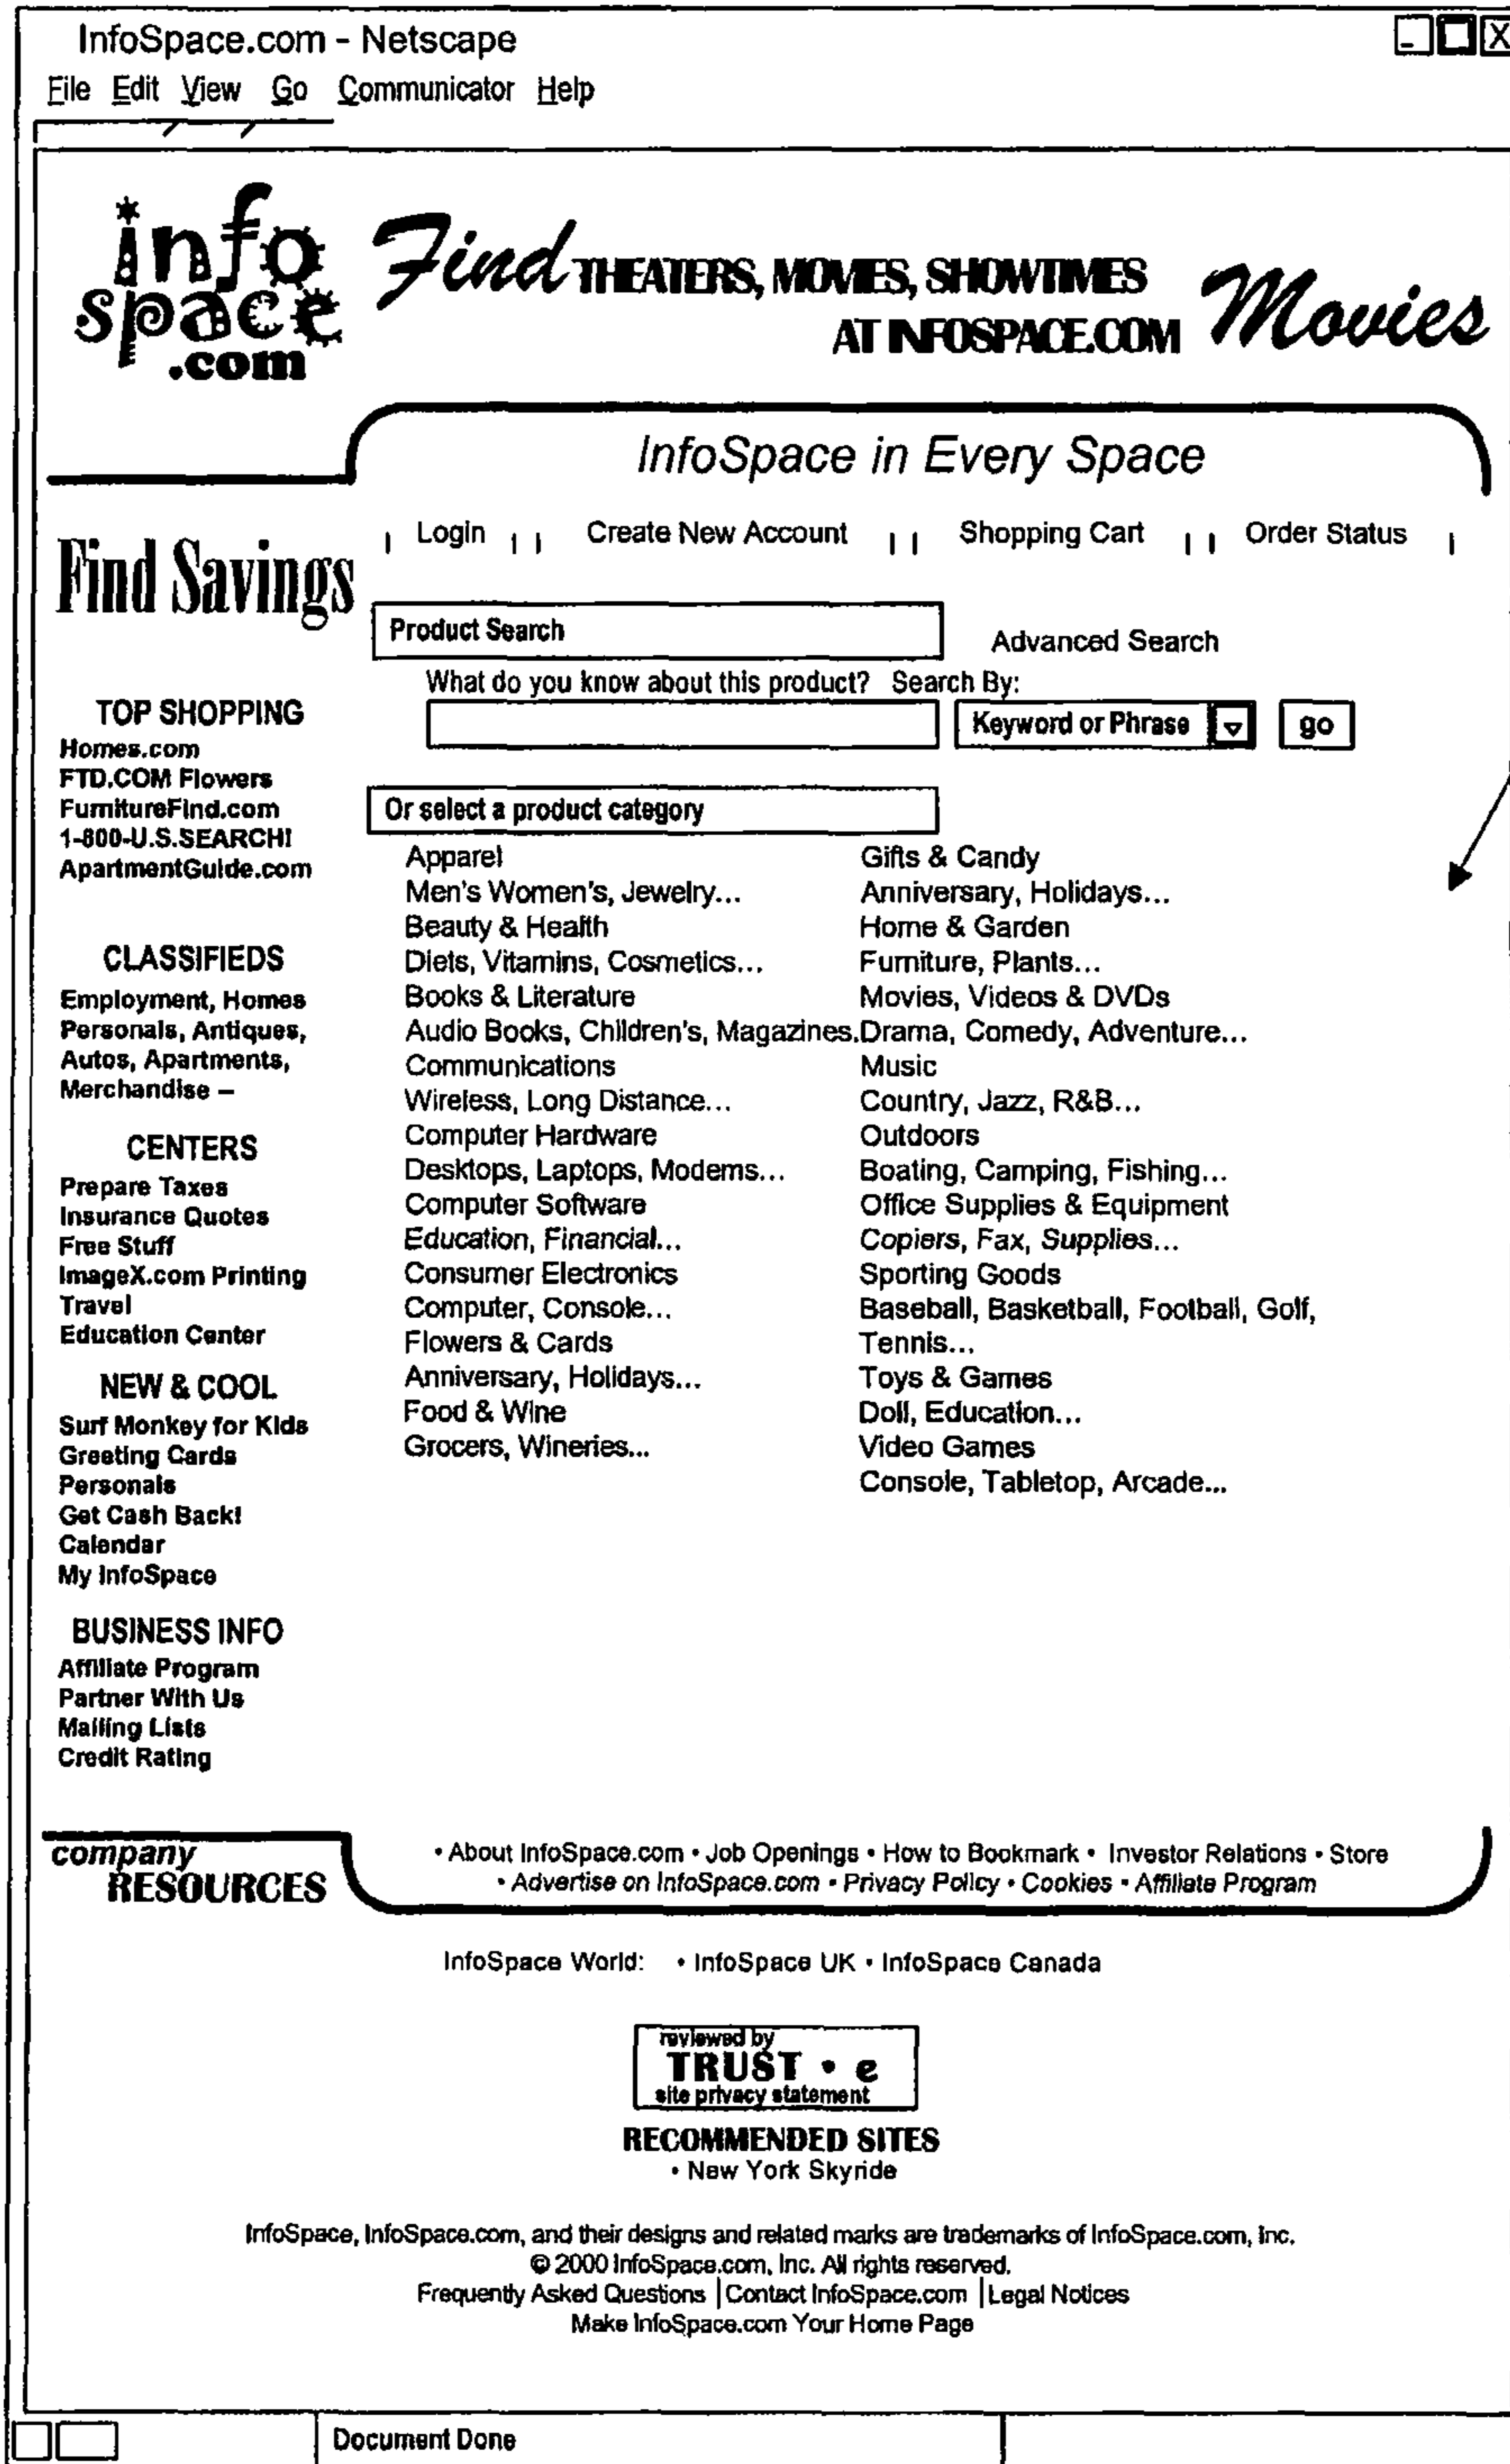 InfoSpace.com - Netscape
File Edit View Go Communicator Help
info
space
.com
Find THEATERS, MOVIES, SHOWTIMES
AT INFOSPACE.COM Movies
InfoSpace in Every Space
Login Create New Account Shopping Cart Order Status
Find Savings
Product Search
Advanced Search
What do you know about this product? Search By:
Keyword or Phrase go
Or select a product category
TOP SHOPPING
Homes.com
FTD.COM Flowers
FurnitureFind.com
1-800-U.S.SEARCH!
ApartmentGuide.com
CLASSIFIEDS
Employment, Homes
Personals, Antiques,
Autos, Apartments,
Merchandise –
CENTERS
Prepare Taxes
Insurance Quotes
Free Stuff
ImageX.com Printing
Travel
Education Center
NEW & COOL
Surf Monkey for Kids
Greeting Cards
Personals
Get Cash Back!
Calendar
My InfoSpace
BUSINESS INFO
Affiliate Program
Partner With Us
Mailing Lists
Credit Rating
Apparel
Men's Women's, Jewelry...
Beauty & Health
Diets, Vitamins, Cosmetics...
Books & Literature
Audio Books, Children's, Magazines.
Communications
Wireless, Long Distance...
Computer Hardware
Desktops, Laptops, Modems...
Computer Software
Education, Financial...
Consumer Electronics
Computer, Console...
Flowers & Cards
Anniversary, Holidays...
Food & Wine
Grocers, Wineries...
Gifts & Candy
Anniversary, Holidays...
Home & Garden
Furniture, Plants...
Movies, Videos & DVDs
Drama, Comedy, Adventure...
Music
Country, Jazz, R&B...
Outdoors
Boating, Camping, Fishing...
Office Supplies & Equipment
Copiers, Fax, Supplies...
Sporting Goods
Baseball, Basketball, Football, Golf,
Tennis...
Toys & Games
Doll, Education...
Video Games
Console, Tabletop, Arcade...
company
RESOURCES
• About InfoSpace.com • Job Openings • How to Bookmark • Investor Relations • Store
• Advertise on InfoSpace.com • Privacy Policy • Cookies • Affiliate Program
InfoSpace World: • InfoSpace UK • InfoSpace Canada
reviewed by
TRUST • e
site privacy statement
RECOMMENDED SITES
• New York Skyride
InfoSpace, InfoSpace.com, and their designs and related marks are trademarks of InfoSpace.com, Inc.
© 2000 InfoSpace.com, Inc. All rights reserved.
Frequently Asked Questions | Contact InfoSpace.com | Legal Notices
Make InfoSpace.com Your Home Page
Document Done